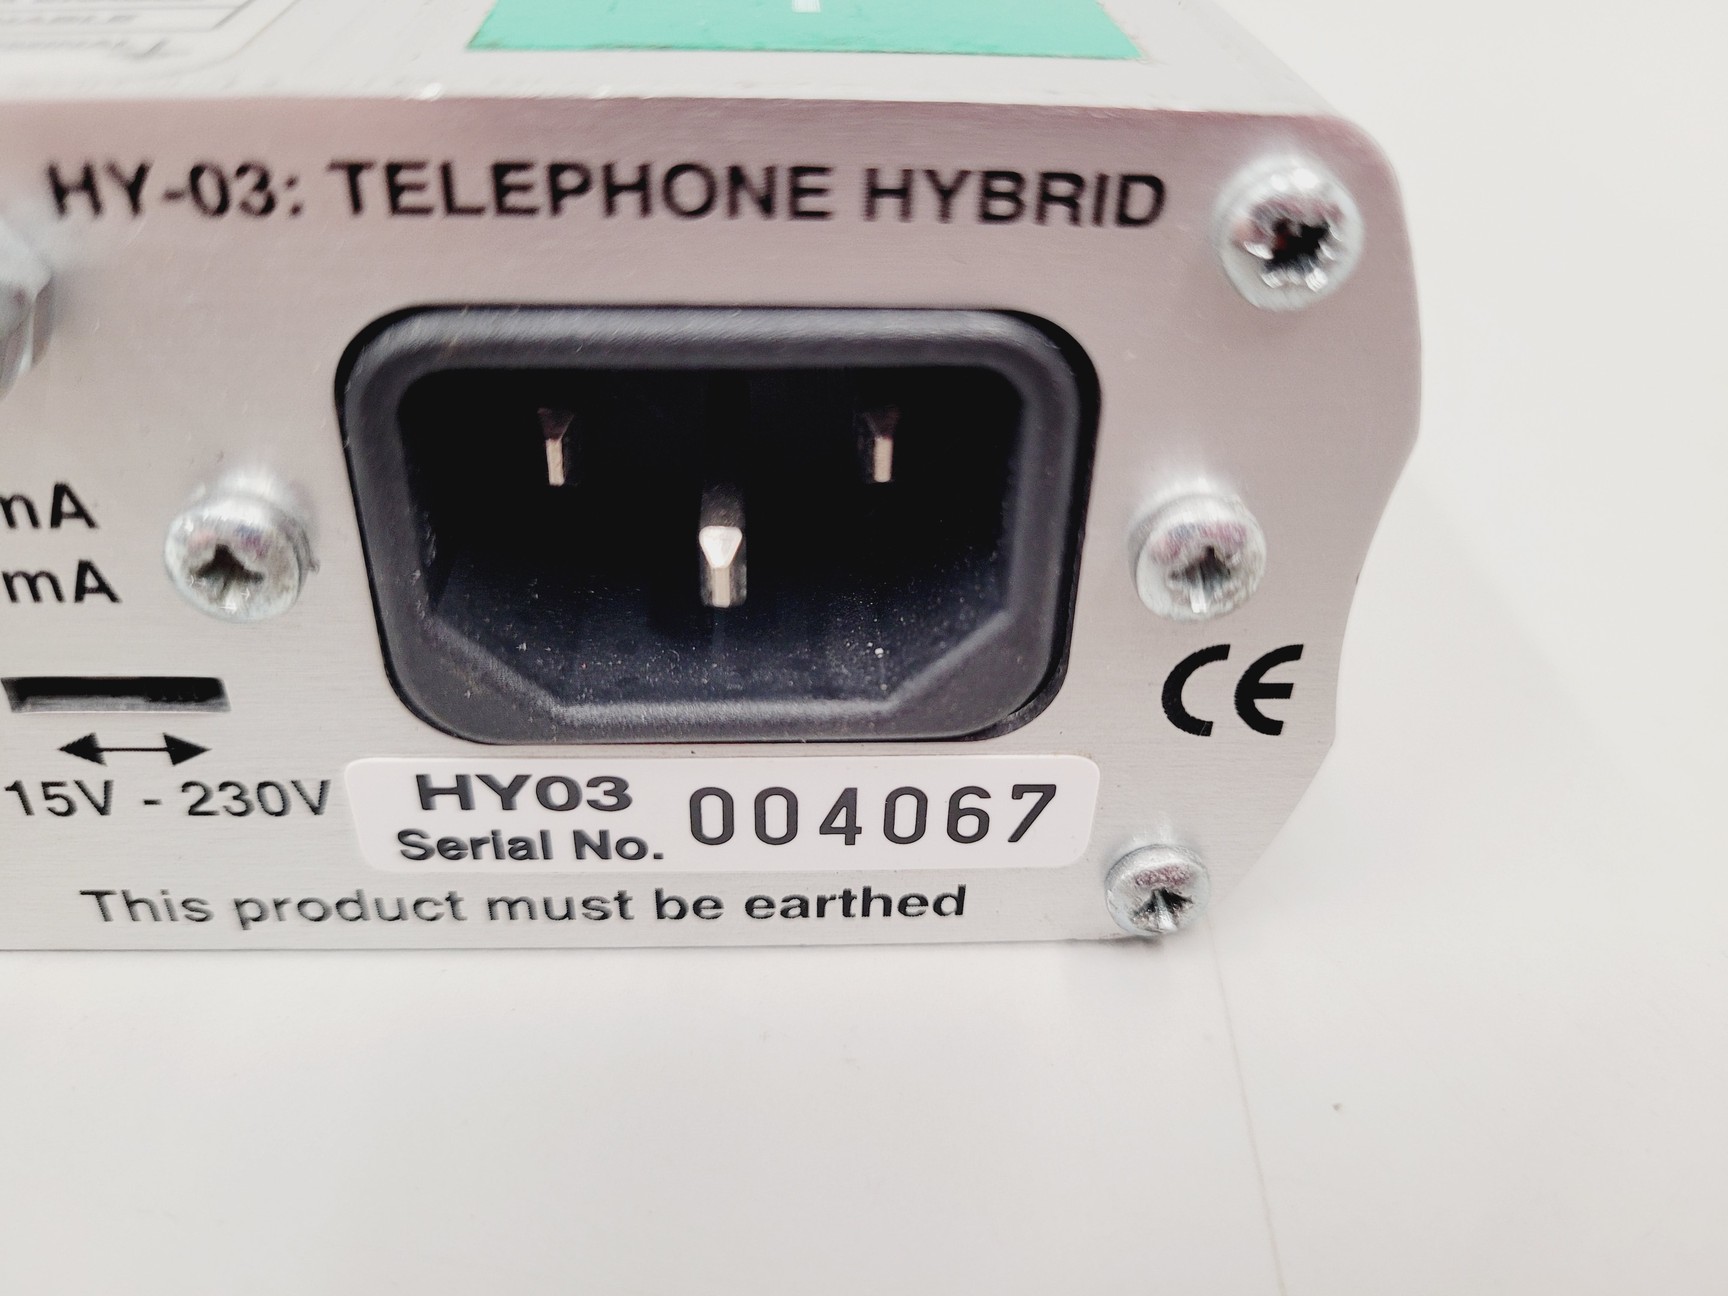 HY-03: TELEPHONE HYBRID
mA
mA
CE
15V - 230V
HY03
Serial No. 004067
This product must be earthed